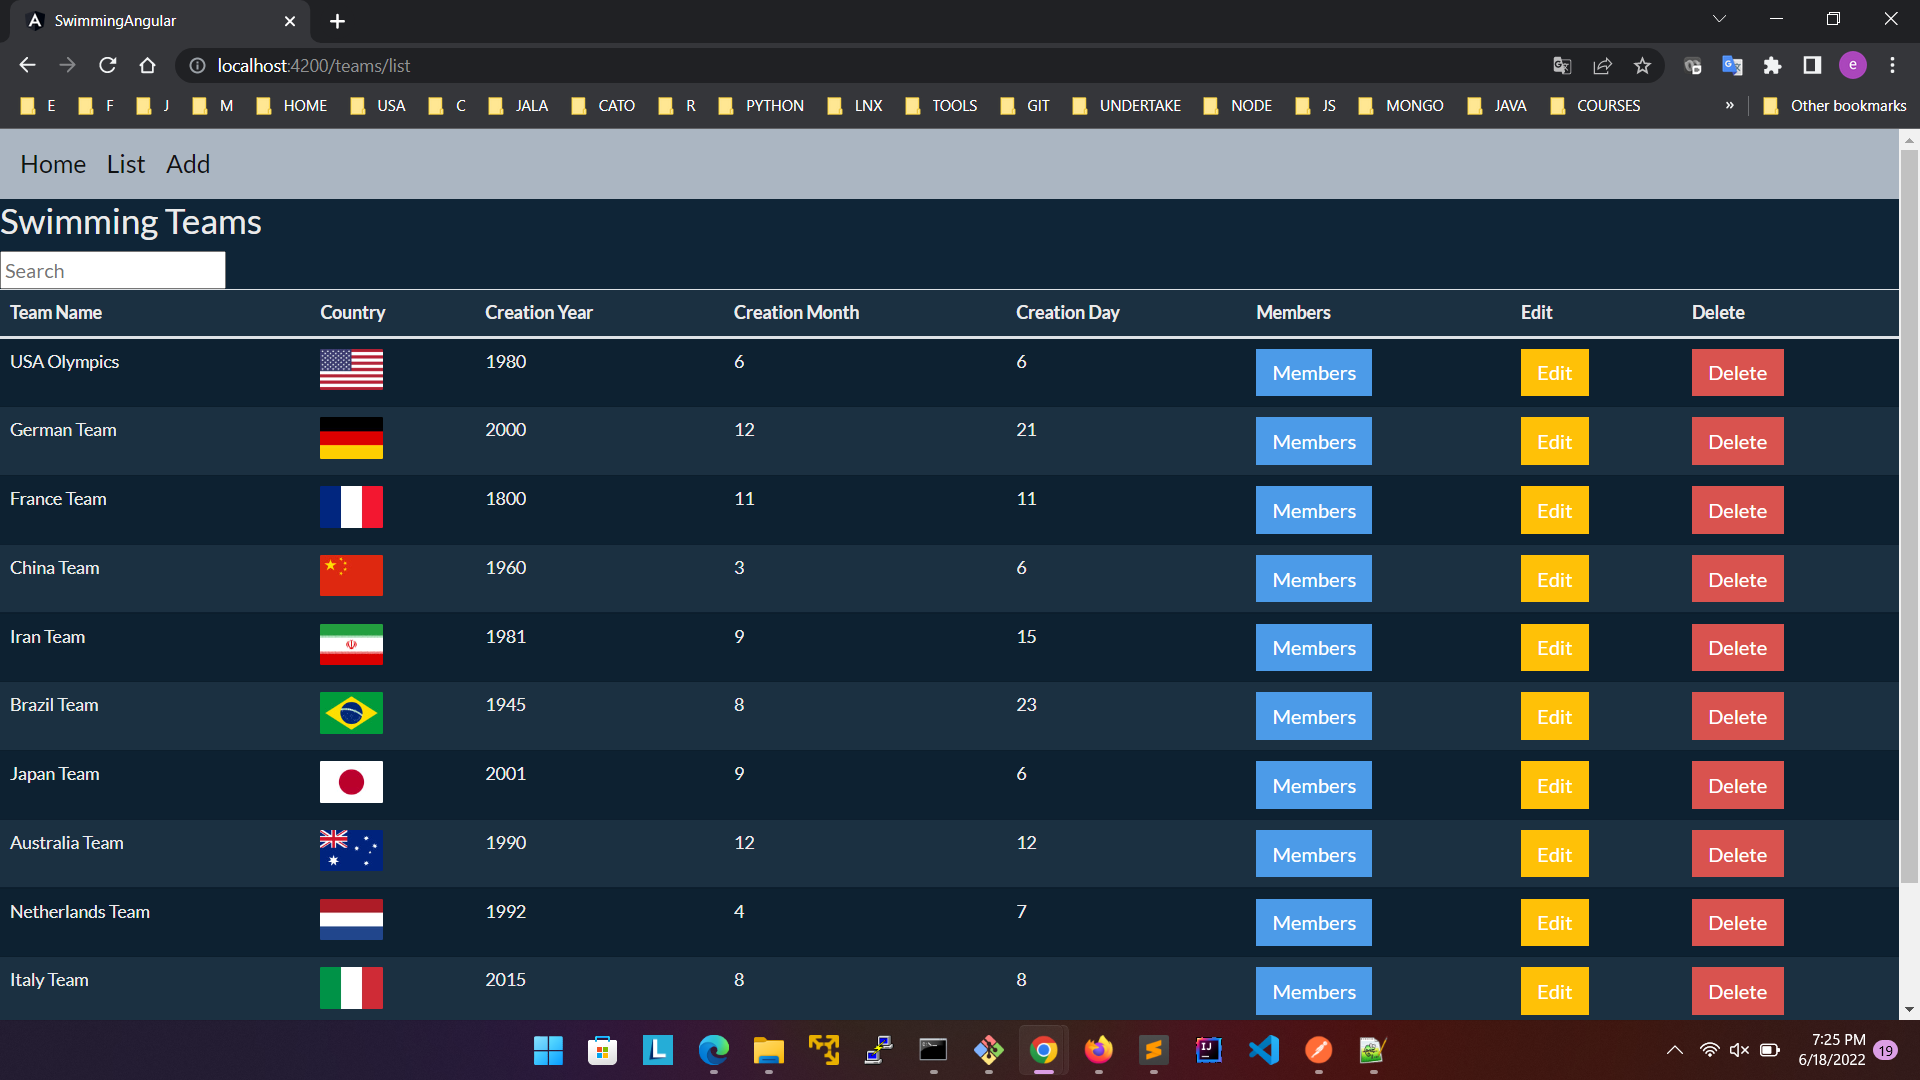 SwimmingAngular
localhost:4200/teams/list
e
E F J M HOME USA C JALA CATO R PYTHON LNX TOOLS GIT UNDERTAKE NODE JS MONGO JAVA COURSES » Other bookmarks
Home List Add
Swimming Teams
Search
Team Name Country Creation Year Creation Month Creation Day Members Edit Delete
USA Olympics 1980 6 6 Members Edit Delete
German Team 2000 12 21 Members Edit Delete
France Team 1800 11 11 Members Edit Delete
China Team 1960 3 6 Members Edit Delete
Iran Team 1981 9 15 Members Edit Delete
Brazil Team 1945 8 23 Members Edit Delete
Japan Team 2001 9 6 Members Edit Delete
Australia Team 1990 12 12 Members Edit Delete
Netherlands Team 1992 4 7 Members Edit Delete
Italy Team 2015 8 8 Members Edit Delete
7:25 PM
6/18/2022
19